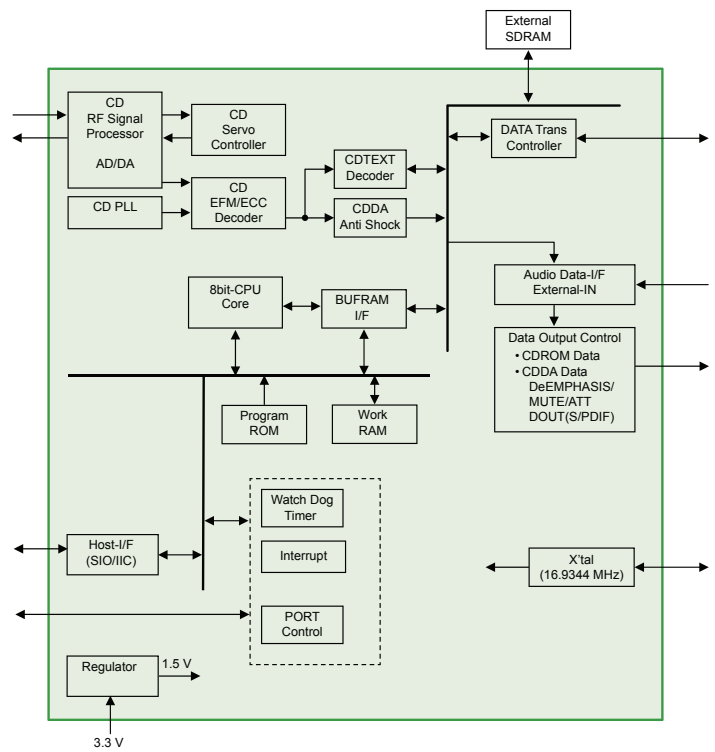 External
SDRAM
CD
RF Signal
Processor
AD/DA
CD
Servo
Controller
DATA Trans
Controller
CDTEXT
Decoder
CD PLL
CD
EFM/ECC
Decoder
CDDA
Anti Shock
Audio Data-I/F
External-IN
8bit-CPU
Core
BUFRAM
I/F
Data Output Control
• CDROM Data
• CDDA Data
DeEMPHASIS/
MUTE/ATT
DOUT(S/PDIF)
Program
ROM
Work
RAM
Watch Dog
Timer
Host-I/F
(SIO/IIC)
Interrupt
X'tal
(16.9344 MHz)
PORT
Control
Regulator
1.5 V
3.3 V